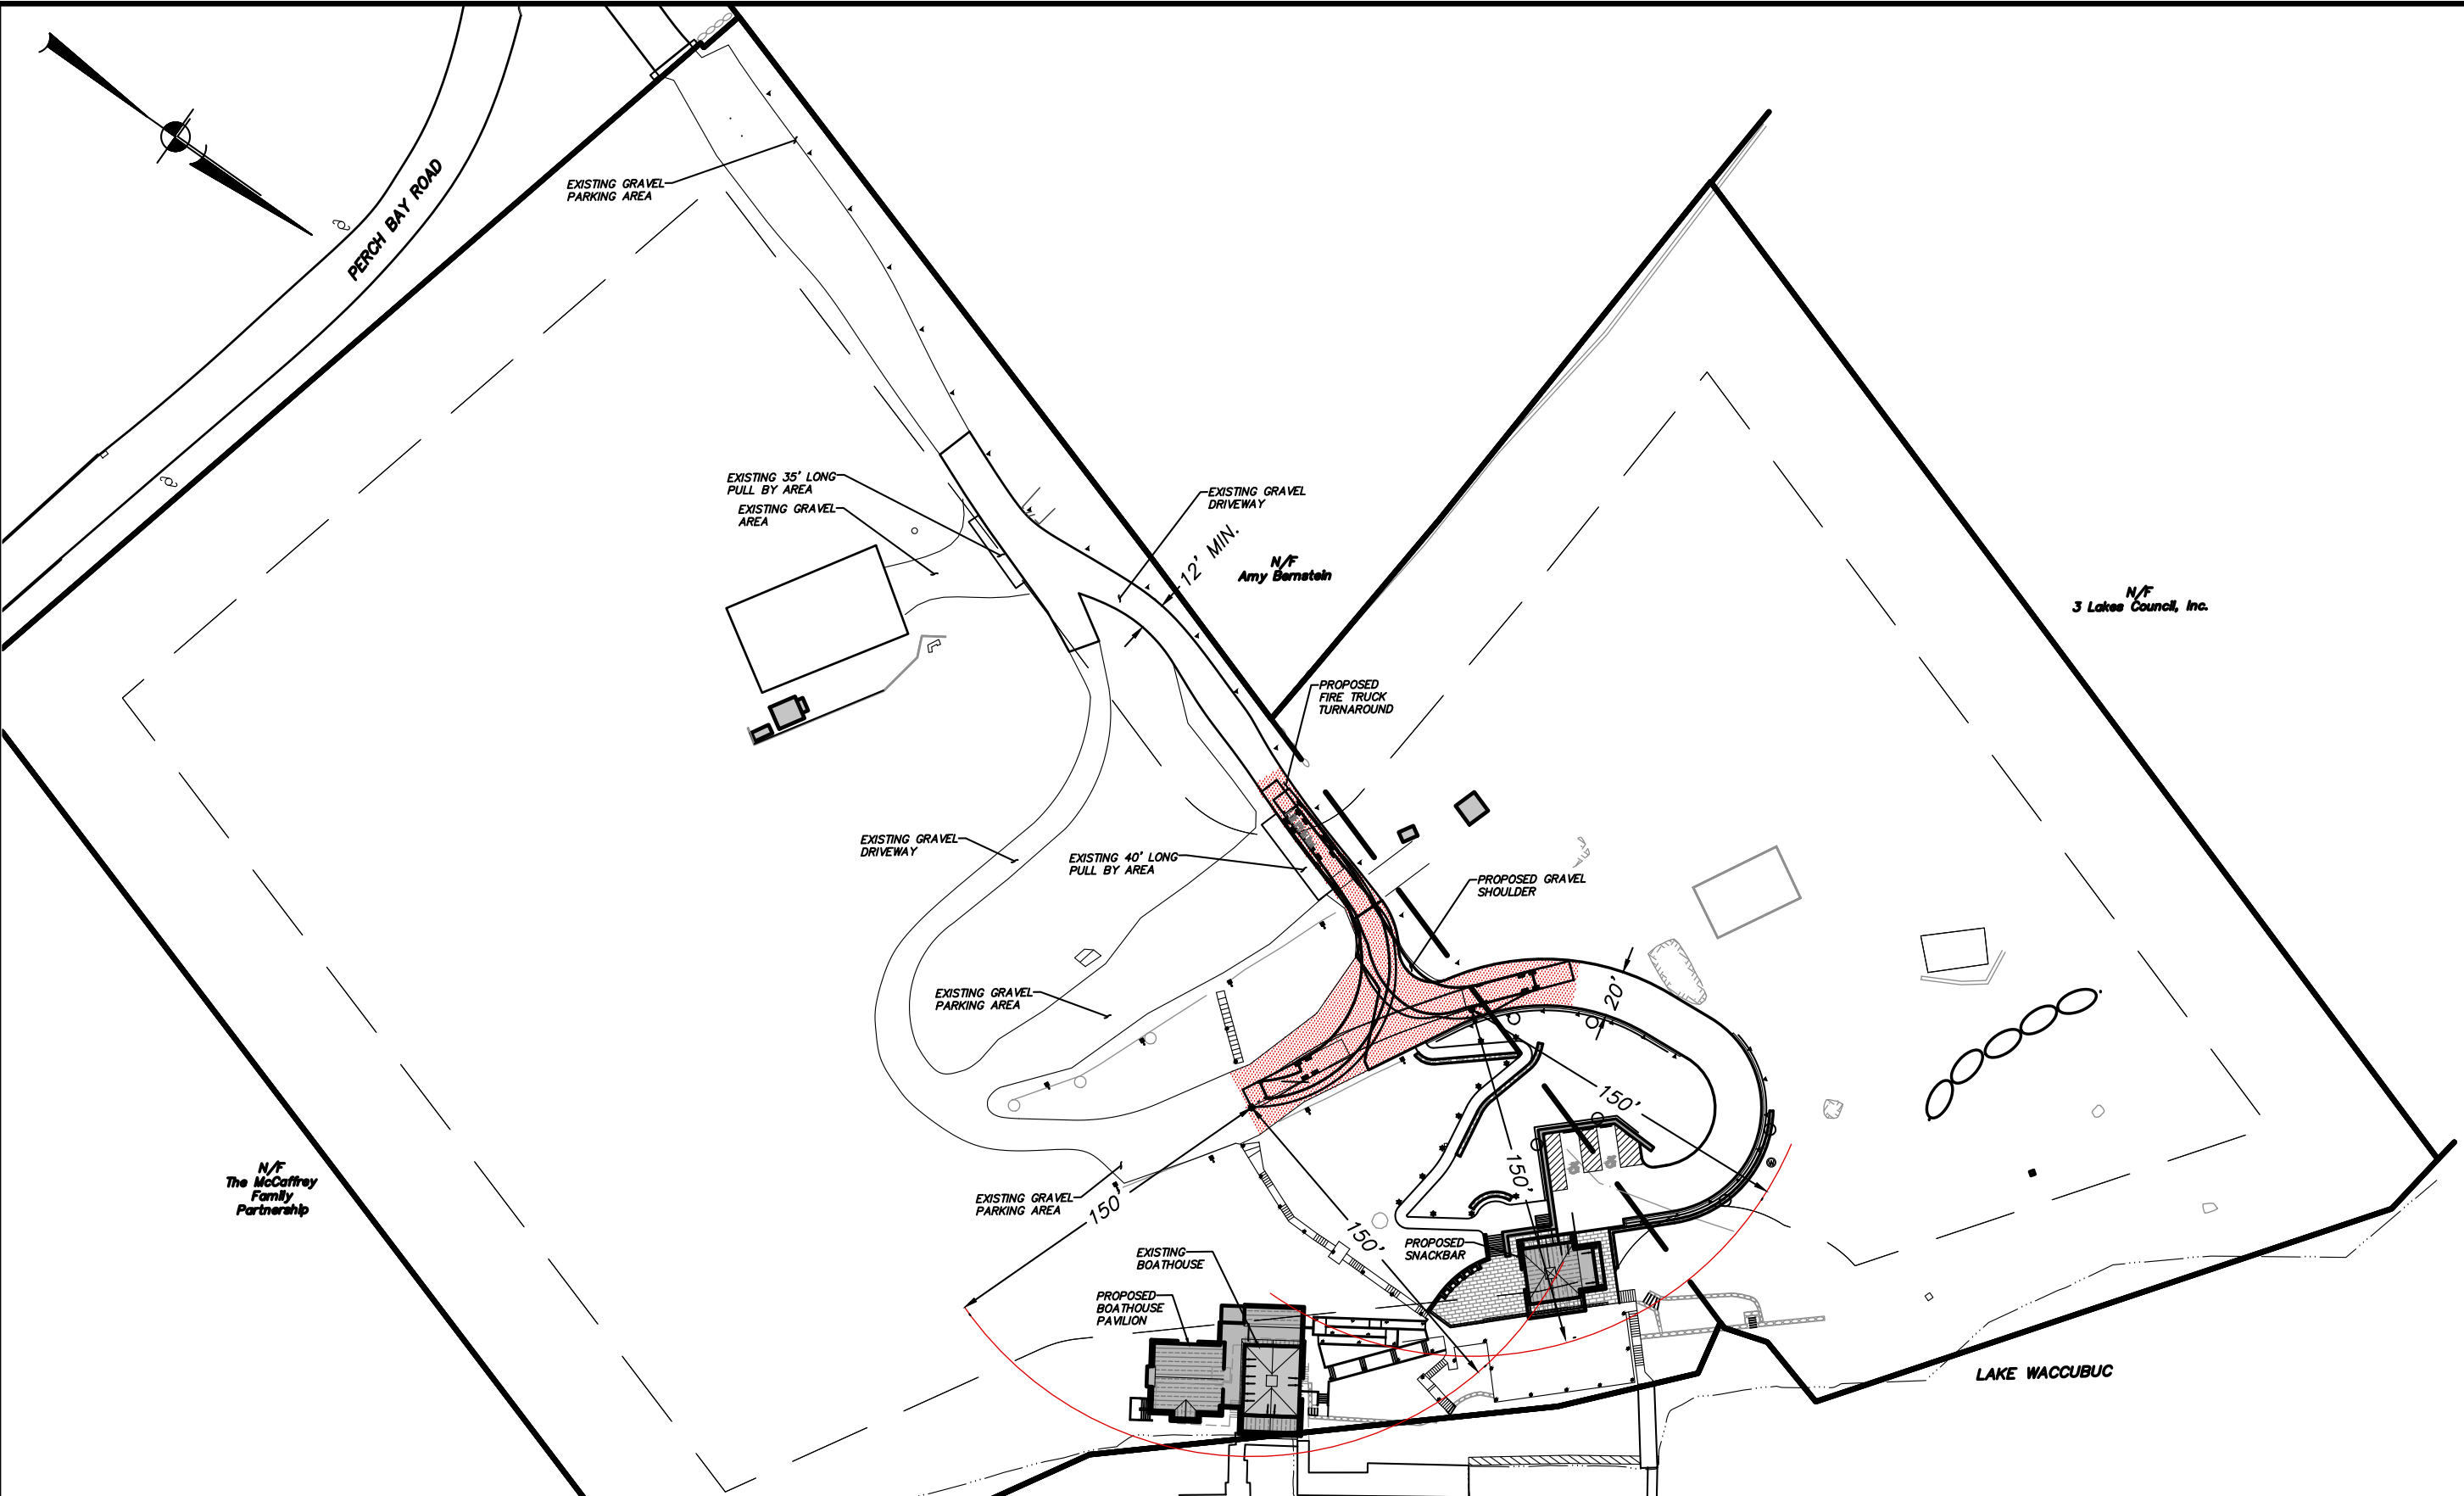 PERCH BAY ROAD
EXISTING GRAVEL
PARKING AREA
EXISTING 35' LONG
PULL BY AREA
EXISTING GRAVEL
AREA
EXISTING GRAVEL
DRIVEWAY
12' MIN.
N/F
Amy Bernstein
N/F
3 Lakes Council, Inc.
PROPOSED
FIRE TRUCK
TURNAROUND
EXISTING GRAVEL
DRIVEWAY
EXISTING 40' LONG
PULL BY AREA
PROPOSED GRAVEL
SHOULDER
EXISTING GRAVEL
PARKING AREA
20'
150'
150'
N/F
The McCaffrey
Family
Partnership
EXISTING GRAVEL
PARKING AREA
150'
150'
EXISTING
BOATHOUSE
PROPOSED
SNACKBAR
PROPOSED
BOATHOUSE
PAVILION
LAKE WACCUBUC
W